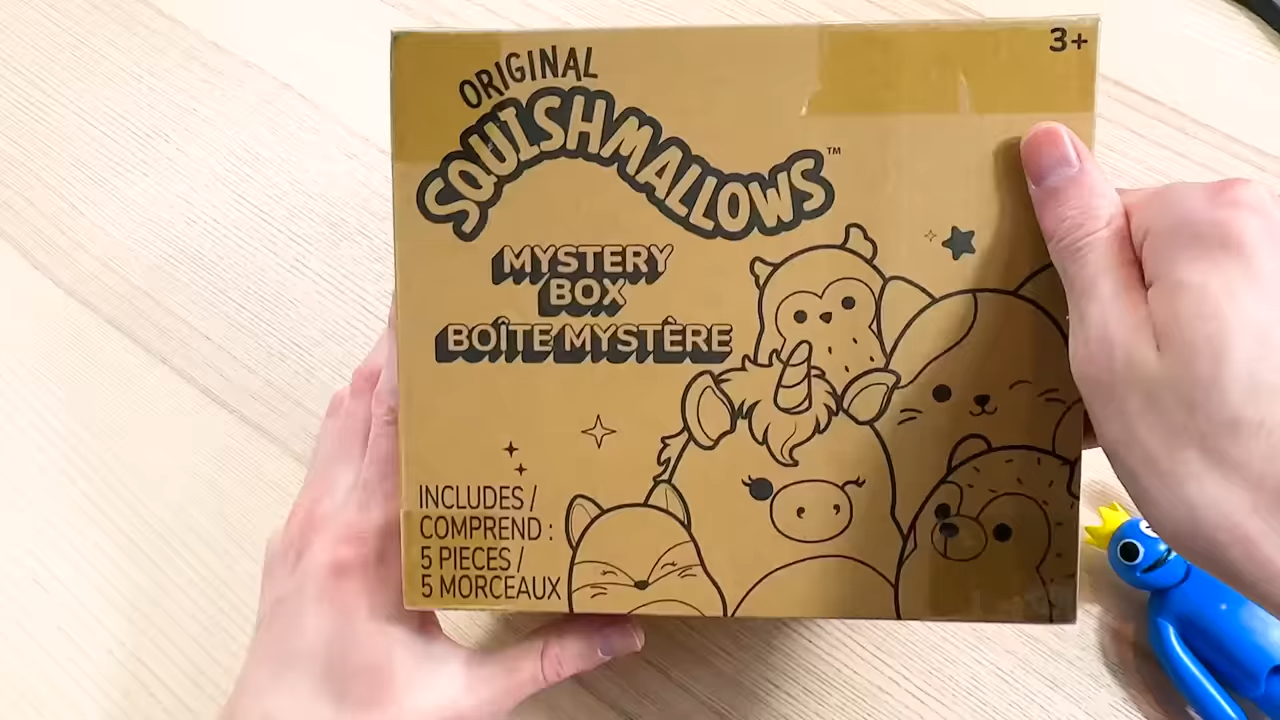 3+
ORIGINAL
SQUISHMALLOWS™
MYSTERY
BOX
BOÎTE MYSTÈRE
INCLUDES /
COMPREND :
5 PIECES /
5 MORCEAUX